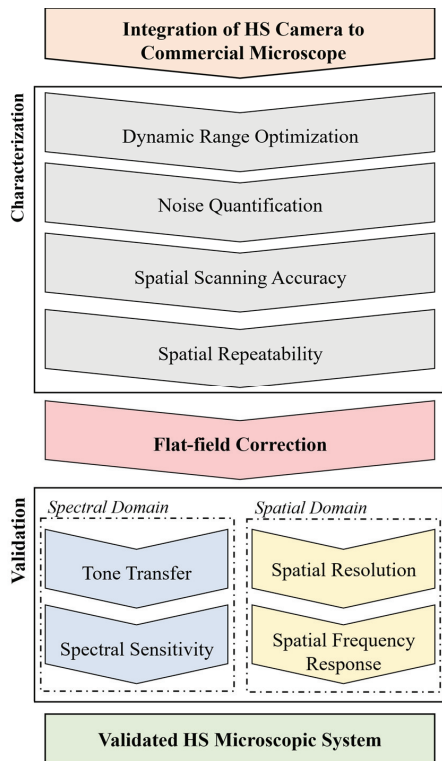 Integration of HS Camera to
Commercial Microscope
Characterization
Dynamic Range Optimization
Noise Quantification
Spatial Scanning Accuracy
Spatial Repeatability
Flat-field Correction
Validation
Spectral Domain
Tone Transfer
Spectral Sensitivity
Spatial Domain
Spatial Resolution
Spatial Frequency
Response
Validated HS Microscopic System